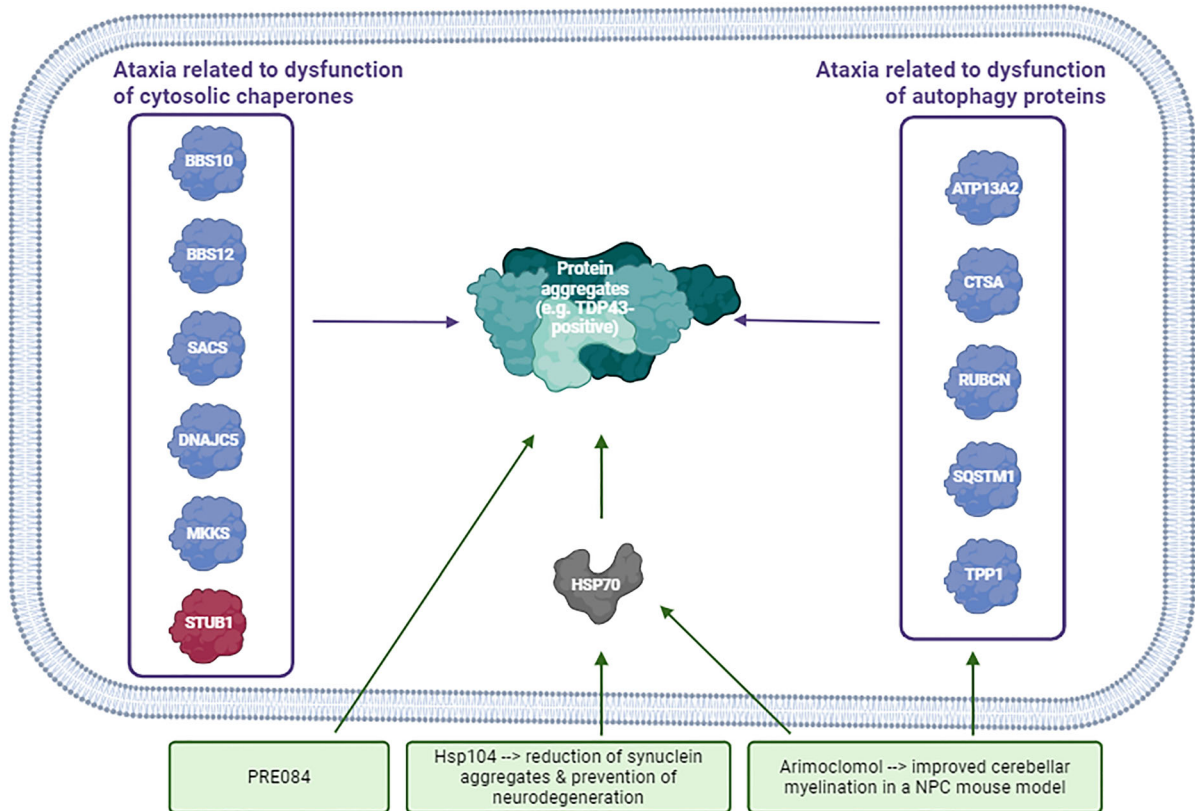 Ataxia related to dysfunction
of cytosolic chaperones
BBS10
BBS12
SACS
DNAJC5
MKKS
STUB1
Protein
aggregates
(e.g. TDP43-
positive)
HSP70
Ataxia related to dysfunction
of autophagy proteins
ATP13A2
CTSA
RUBCN
SQSTM1
TPP1
PRE084
Hsp104 --> reduction of synuclein
aggregates & prevention of
neurodegeneration
Arimoclomol --> improved cerebellar
myelination in a NPC mouse model